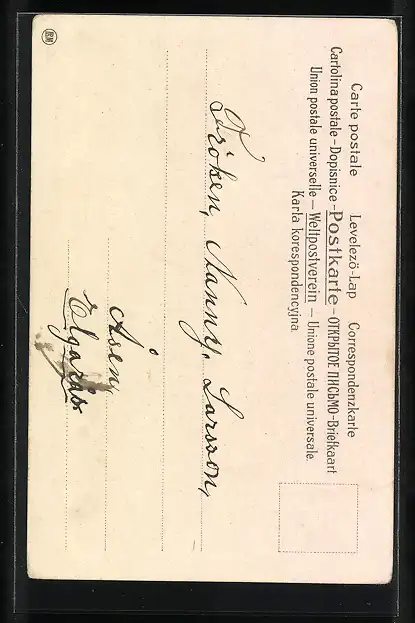 Carte postale Levelező-Lap Correspondenzkarte
Cartolina postale – Dopisnice – Postkarte – ОТКРЫТОЕ ПИСЬМО – Briefkaart
Union postale universelle – Weltpostverein – Unione postale universale
Karta korespondencyjna
Fröken, Nanny. Larsson,
Åsen,